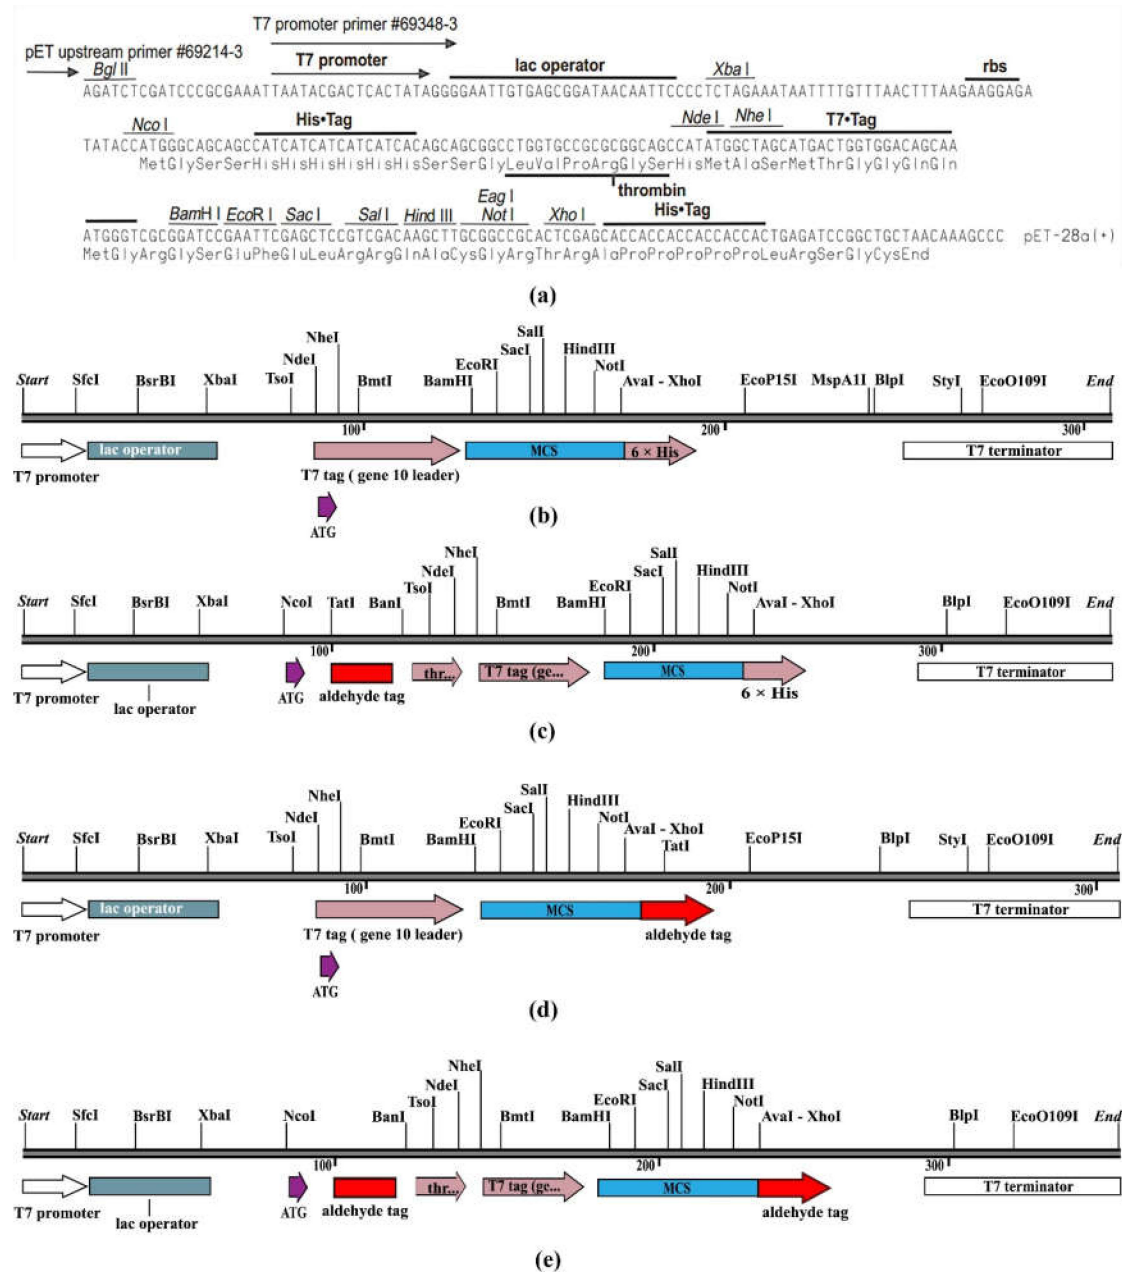 T7 promoter primer #69348-3
pET upstream primer #69214-3
Bgl II T7 promoter lac operator Xba I rbs
AGATCTCGATCCCGCGAAATTAATACGACTCACTATAGGGGAATTGTGAGCGGATAACAATTCCCCTCTAGAAATAATTTTGTTTAACTTTAAGAAGGAGA
Nco I His•Tag Nde I Nhe I T7•Tag
TATACCATGGGCAGCAGCCATCATCATCATCATCACAGCAGCGGCCTGGTGCCGCGCGGCAGCCATATGGCTAGCATGACTGGTGGACAGCAA
MetGlySerSerHisHisHisHisHisHisSerSerGlyLeuValProArgGlySerHisMetAlaSerMetThrGlyGlyGlnGln
thrombin
Eag I
BamH I EcoR I Sac I Sal I Hind III Not I Xho I His•Tag
ATGGGTCGCGGATCCGAATTCGAGCTCCGTCGACAAGCTTGCGGCCGCACTCGAGCACCACCACCACCACCACTGAGATCCGGCTGCTAACAAAGCCC pET-28a(+)
MetGlyArgGlySerGluPheGluLeuArgArgGlnAlaCysGlyArgThrArgAlaProProProProProLeuArgSerGlyCysEnd
(a)
SalI
NheI SacI HindIII
NdeI EcoRI NotI
Start SfcI BsrBI XbaI TsoI BmtI BamHI AvaI - XhoI EcoP15I MspA1I BlpI StyI EcoO109I End
100 200 300
lac operator MCS 6 × His T7 terminator
T7 promoter T7 tag ( gene 10 leader)
ATG
(b)
NheI SalI
NdeI SacI HindIII
TsoI EcoRI NotI
Start SfcI BsrBI XbaI NcoI TatI BanI BmtI BamHI AvaI - XhoI BlpI EcoO109I End
100 200 300
thr... T7 tag (ge... MCS T7 terminator
T7 promoter ATG aldehyde tag 6 × His
lac operator
(c)
SalI
NheI SacI HindIII
NdeI EcoRI NotI
Start SfcI BsrBI XbaI TsoI BmtI BamHI AvaI - XhoI EcoP15I BlpI StyI EcoO109I End
TatI
100 200 300
lac operator MCS T7 terminator
T7 promoter T7 tag ( gene 10 leader) aldehyde tag
ATG
(d)
NheI SalI
NdeI SacI HindIII
TsoI EcoRI NotI
Start SfcI BsrBI XbaI NcoI BanI BmtI BamHI AvaI - XhoI BlpI EcoO109I End
100 200 300
thr... T7 tag (ge... MCS T7 terminator
T7 promoter ATG aldehyde tag aldehyde tag
lac operator
(e)